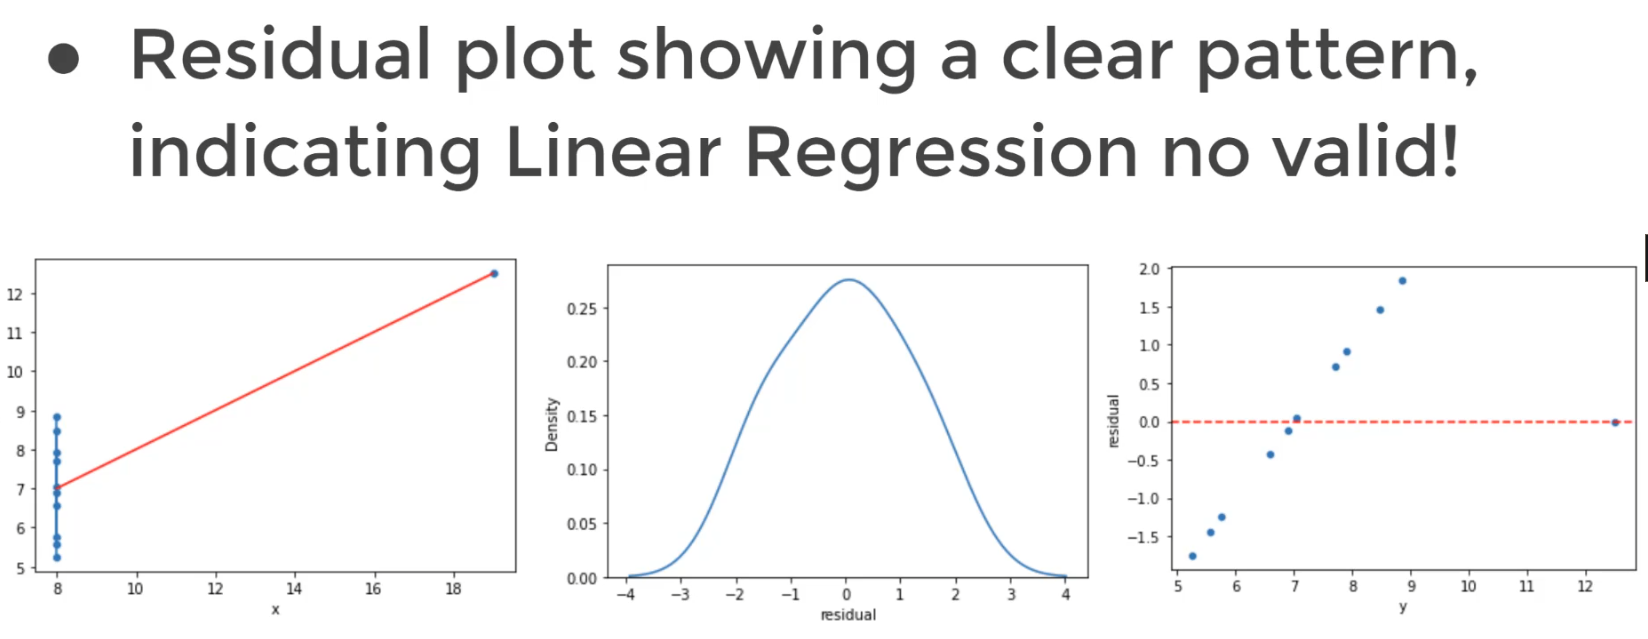 ● Residual plot showing a clear pattern,
indicating Linear Regression no valid!
12
11
10
9
8
7
6
5
8 10 12 14 16 18
x
Density
0.25
0.20
0.15
0.10
0.05
0.00
−4 −3 −2 −1 0 1 2 3 4
residual
residual
2.0
1.5
1.0
0.5
0.0
−0.5
−1.0
−1.5
5 6 7 8 9 10 11 12
y